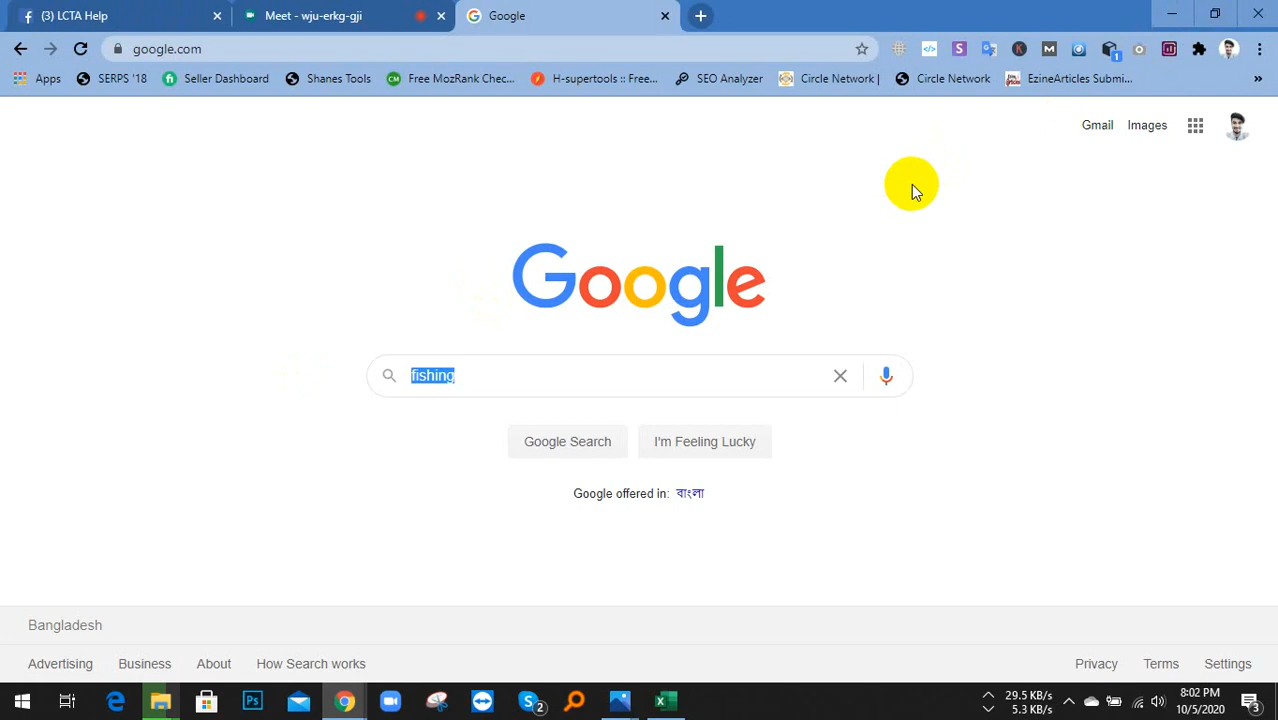 (3) LCTA Help
Meet - wju-erkg-gji
Google
google.com
Apps
SERPS '18
Seller Dashboard
Shanes Tools
Free MozRank Chec...
H-supertools :: Free...
SEO Analyzer
Circle Network |
Circle Network
EzineArticles Submi...
Gmail
Images
Google
fishing
Google Search
I'm Feeling Lucky
Google offered in: বাংলা
Bangladesh
Advertising
Business
About
How Search works
Privacy
Terms
Settings
29.5 KB/s
5.3 KB/s
8:02 PM
10/5/2020